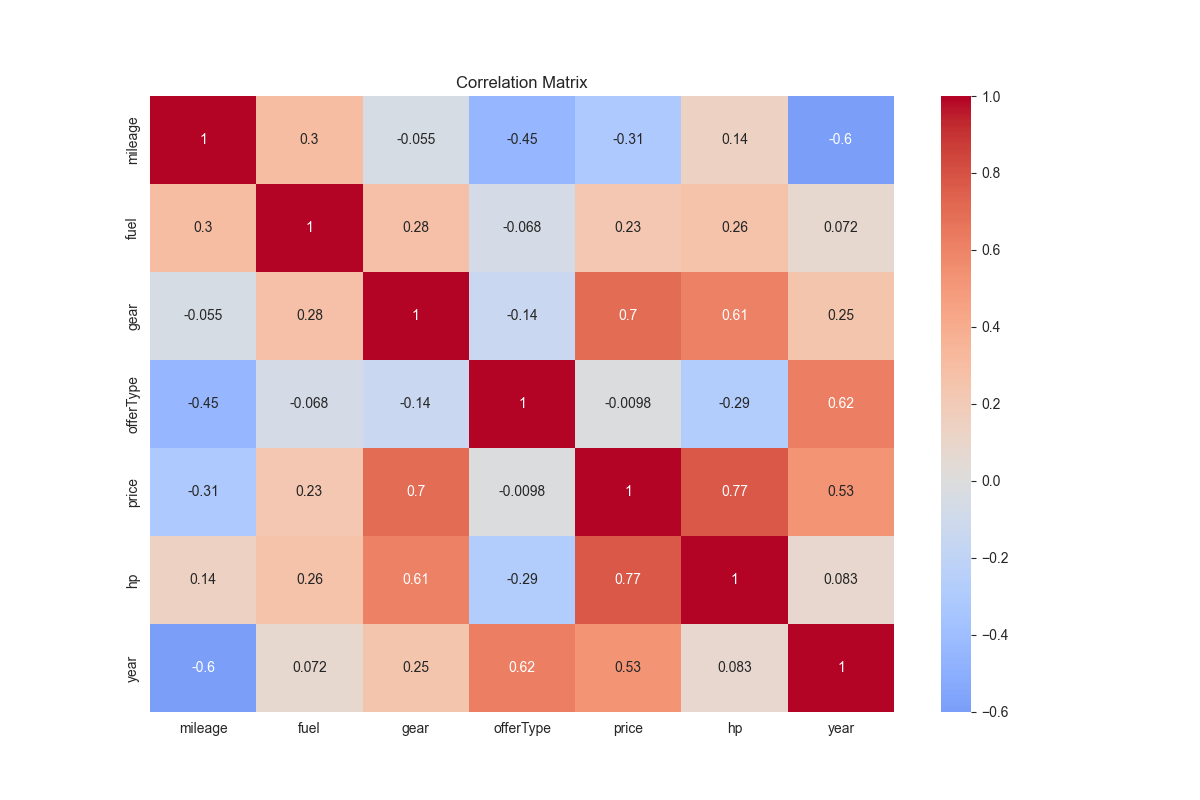 Correlation Matrix
mileage 1 0.3 -0.055 -0.45 -0.31 0.14 -0.6
fuel 0.3 1 0.28 -0.068 0.23 0.26 0.072
gear -0.055 0.28 1 -0.14 0.7 0.61 0.25
offerType -0.45 -0.068 -0.14 1 -0.0098 -0.29 0.62
price -0.31 0.23 0.7 -0.0098 1 0.77 0.53
hp 0.14 0.26 0.61 -0.29 0.77 1 0.083
year -0.6 0.072 0.25 0.62 0.53 0.083 1
mileage fuel gear offerType price hp year
1.0
0.8
0.6
0.4
0.2
0.0
−0.2
−0.4
−0.6